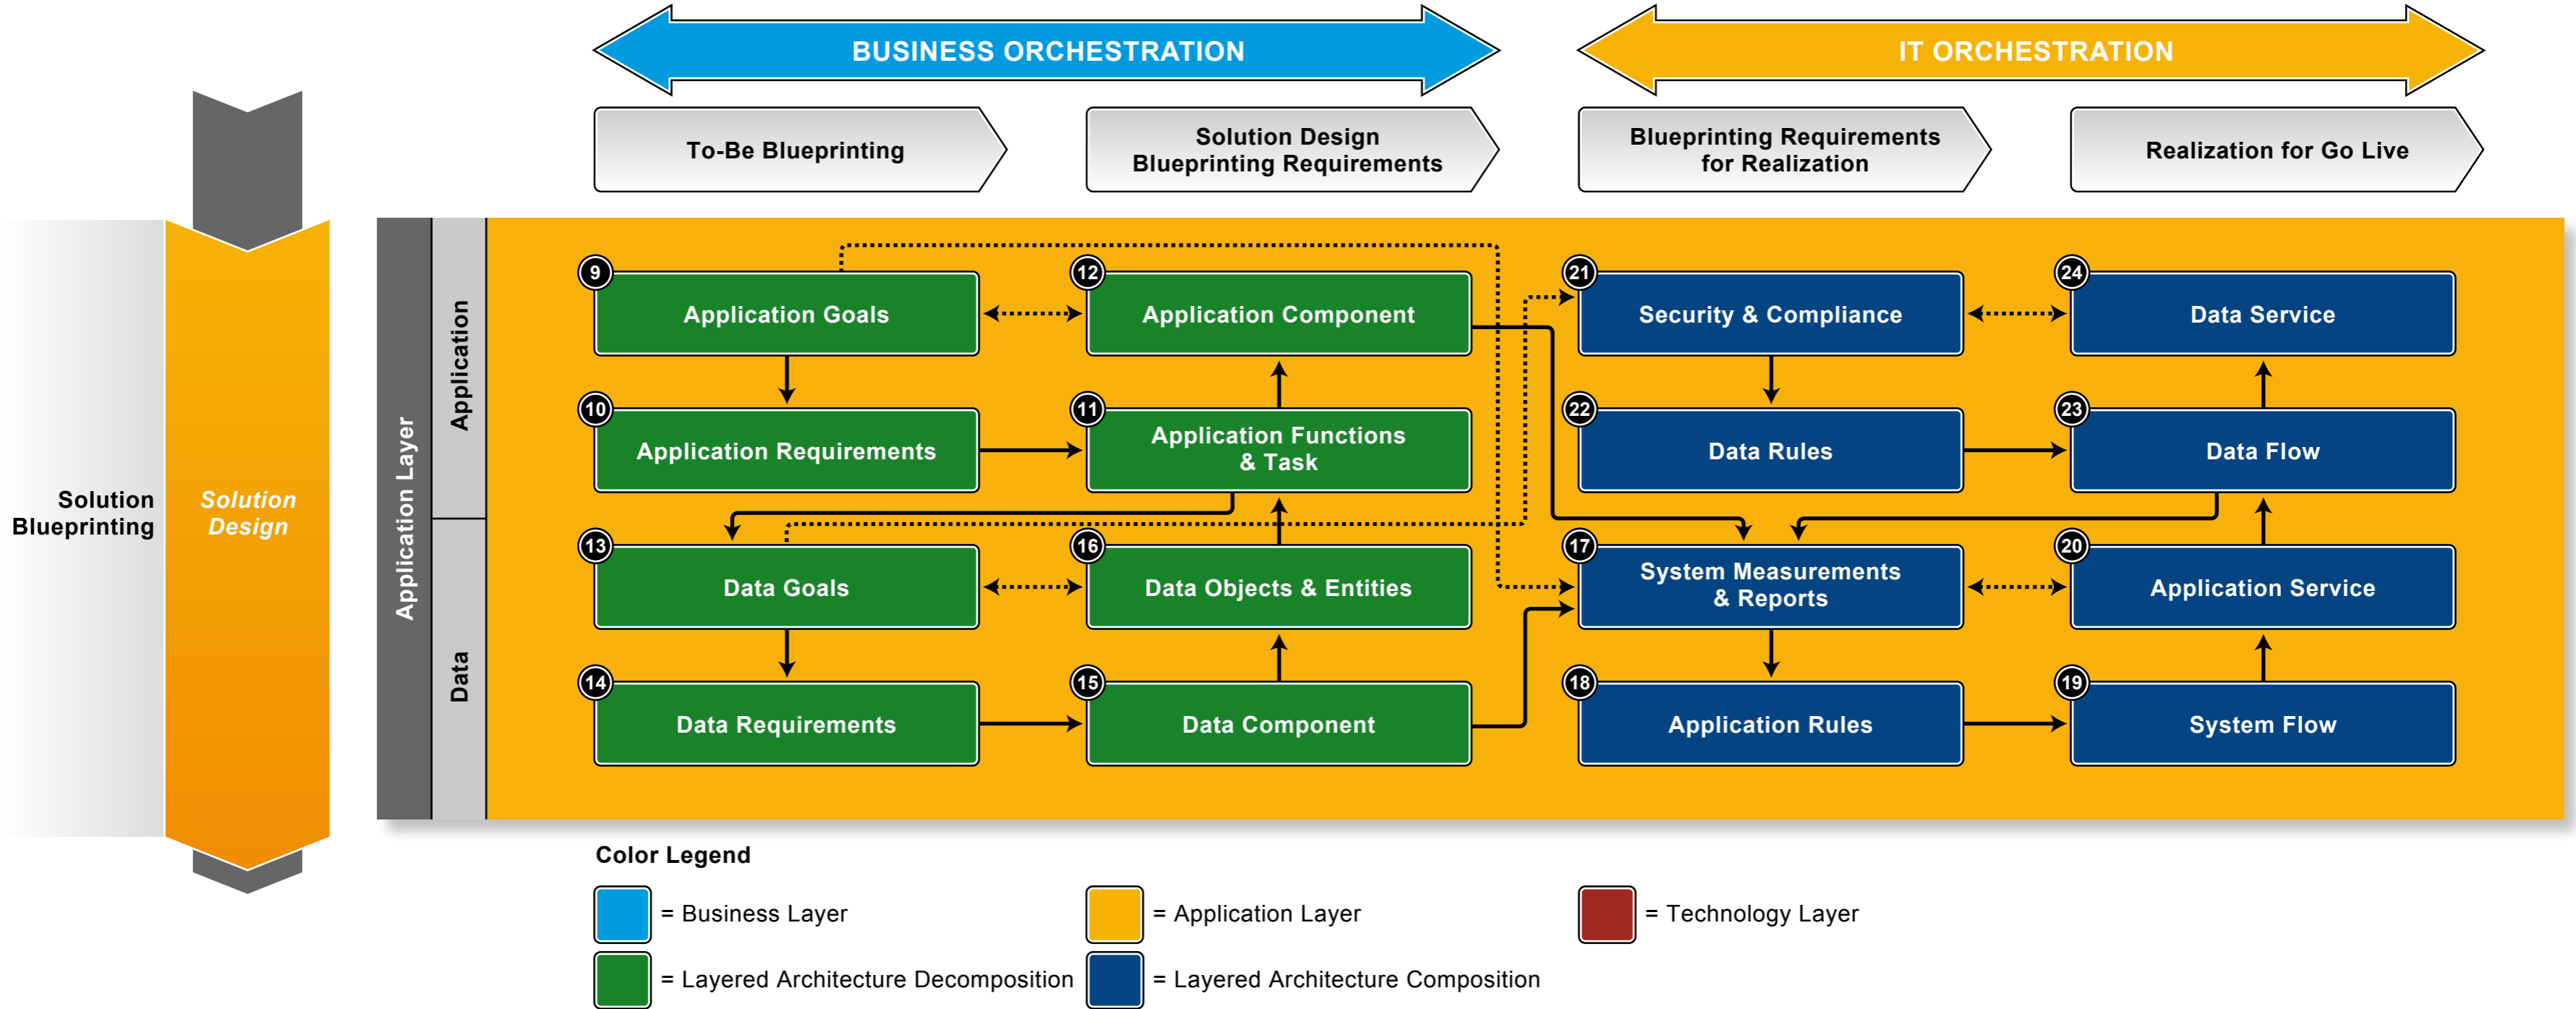 BUSINESS ORCHESTRATION
IT ORCHESTRATION
To-Be Blueprinting
Solution Design
Blueprinting Requirements
Blueprinting Requirements
for Realization
Realization for Go Live
Solution
Blueprinting
Solution
Design
Application Layer
Application
Data
9
Application Goals
12
Application Component
21
Security & Compliance
24
Data Service
10
Application Requirements
11
Application Functions
& Task
22
Data Rules
23
Data Flow
13
Data Goals
16
Data Objects & Entities
17
System Measurements
& Reports
20
Application Service
14
Data Requirements
15
Data Component
18
Application Rules
19
System Flow
Color Legend
= Business Layer
= Application Layer
= Technology Layer
= Layered Architecture Decomposition
= Layered Architecture Composition